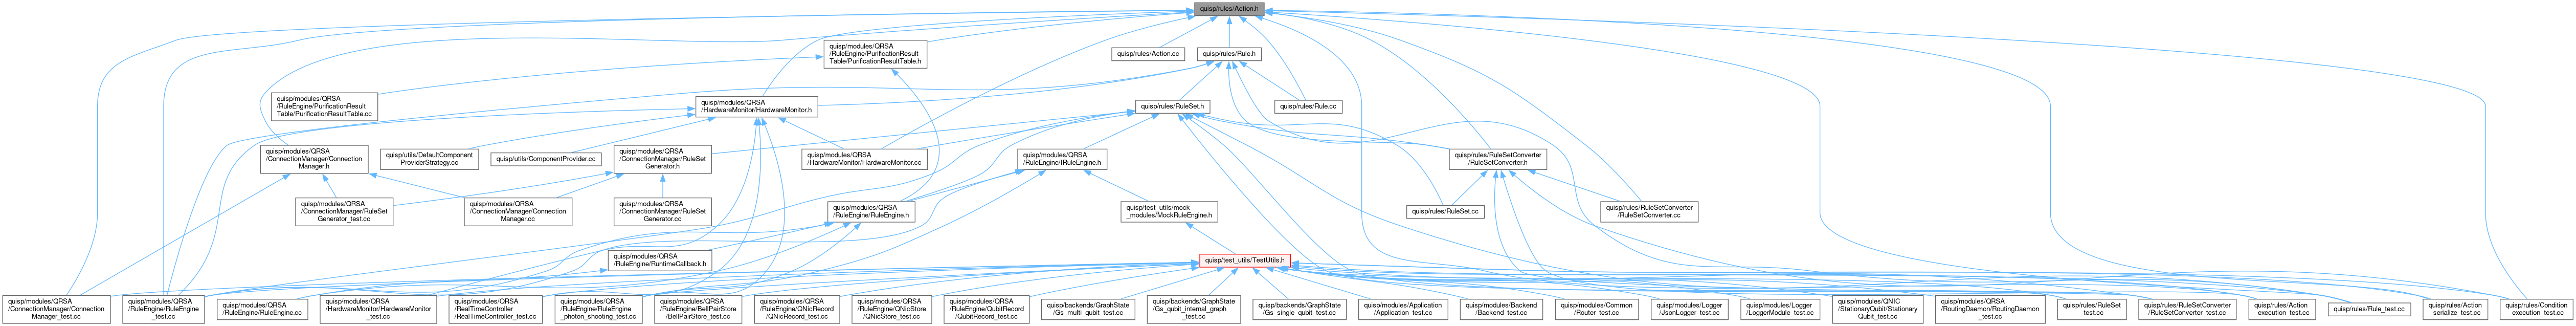 quisp/rules/Action.h
quisp/modules/QRSA
/RuleEngine/PurificationResult
Table/PurificationResultTable.h
quisp/rules/Action.cc
quisp/rules/Rule.h
quisp/modules/QRSA
/RuleEngine/PurificationResult
Table/PurificationResultTable.cc
quisp/modules/QRSA
/HardwareMonitor/HardwareMonitor.h
quisp/rules/RuleSet.h
quisp/rules/Rule.cc
quisp/modules/QRSA
/ConnectionManager/Connection
Manager.h
quisp/utils/DefaultComponent
ProviderStrategy.cc
quisp/utils/ComponentProvider.cc
quisp/modules/QRSA
/ConnectionManager/RuleSet
Generator.h
quisp/modules/QRSA
/HardwareMonitor/HardwareMonitor.cc
quisp/modules/QRSA
/RuleEngine/IRuleEngine.h
quisp/rules/RuleSetConverter
/RuleSetConverter.h
quisp/modules/QRSA
/ConnectionManager/RuleSet
Generator_test.cc
quisp/modules/QRSA
/ConnectionManager/Connection
Manager.cc
quisp/modules/QRSA
/ConnectionManager/RuleSet
Generator.cc
quisp/modules/QRSA
/RuleEngine/RuleEngine.h
quisp/test_utils/mock
_modules/MockRuleEngine.h
quisp/rules/RuleSet.cc
quisp/rules/RuleSetConverter
/RuleSetConverter.cc
quisp/modules/QRSA
/RuleEngine/RuntimeCallback.h
quisp/test_utils/TestUtils.h
quisp/modules/QRSA
/ConnectionManager/Connection
Manager_test.cc
quisp/modules/QRSA
/RuleEngine/RuleEngine
_test.cc
quisp/modules/QRSA
/RuleEngine/RuleEngine.cc
quisp/modules/QRSA
/HardwareMonitor/HardwareMonitor
_test.cc
quisp/modules/QRSA
/RealTimeController
/RealTimeController_test.cc
quisp/modules/QRSA
/RuleEngine/RuleEngine
_photon_shooting_test.cc
quisp/modules/QRSA
/RuleEngine/BellPairStore
/BellPairStore_test.cc
quisp/modules/QRSA
/RuleEngine/QNicRecord
/QNicRecord_test.cc
quisp/modules/QRSA
/RuleEngine/QNicStore
/QNicStore_test.cc
quisp/modules/QRSA
/RuleEngine/QubitRecord
/QubitRecord_test.cc
quisp/backends/GraphState
/Gs_multi_qubit_test.cc
quisp/backends/GraphState
/Gs_qubit_internal_graph
_test.cc
quisp/backends/GraphState
/Gs_single_qubit_test.cc
quisp/modules/Application
/Application_test.cc
quisp/modules/Backend
/Backend_test.cc
quisp/modules/Common
/Router_test.cc
quisp/modules/Logger
/JsonLogger_test.cc
quisp/modules/Logger
/LoggerModule_test.cc
quisp/modules/QNIC
/StationaryQubit/Stationary
Qubit_test.cc
quisp/modules/QRSA
/RoutingDaemon/RoutingDaemon
_test.cc
quisp/rules/RuleSet
_test.cc
quisp/rules/RuleSetConverter
/RuleSetConverter_test.cc
quisp/rules/Action
_execution_test.cc
quisp/rules/Rule_test.cc
quisp/rules/Action
_serialize_test.cc
quisp/rules/Condition
_execution_test.cc